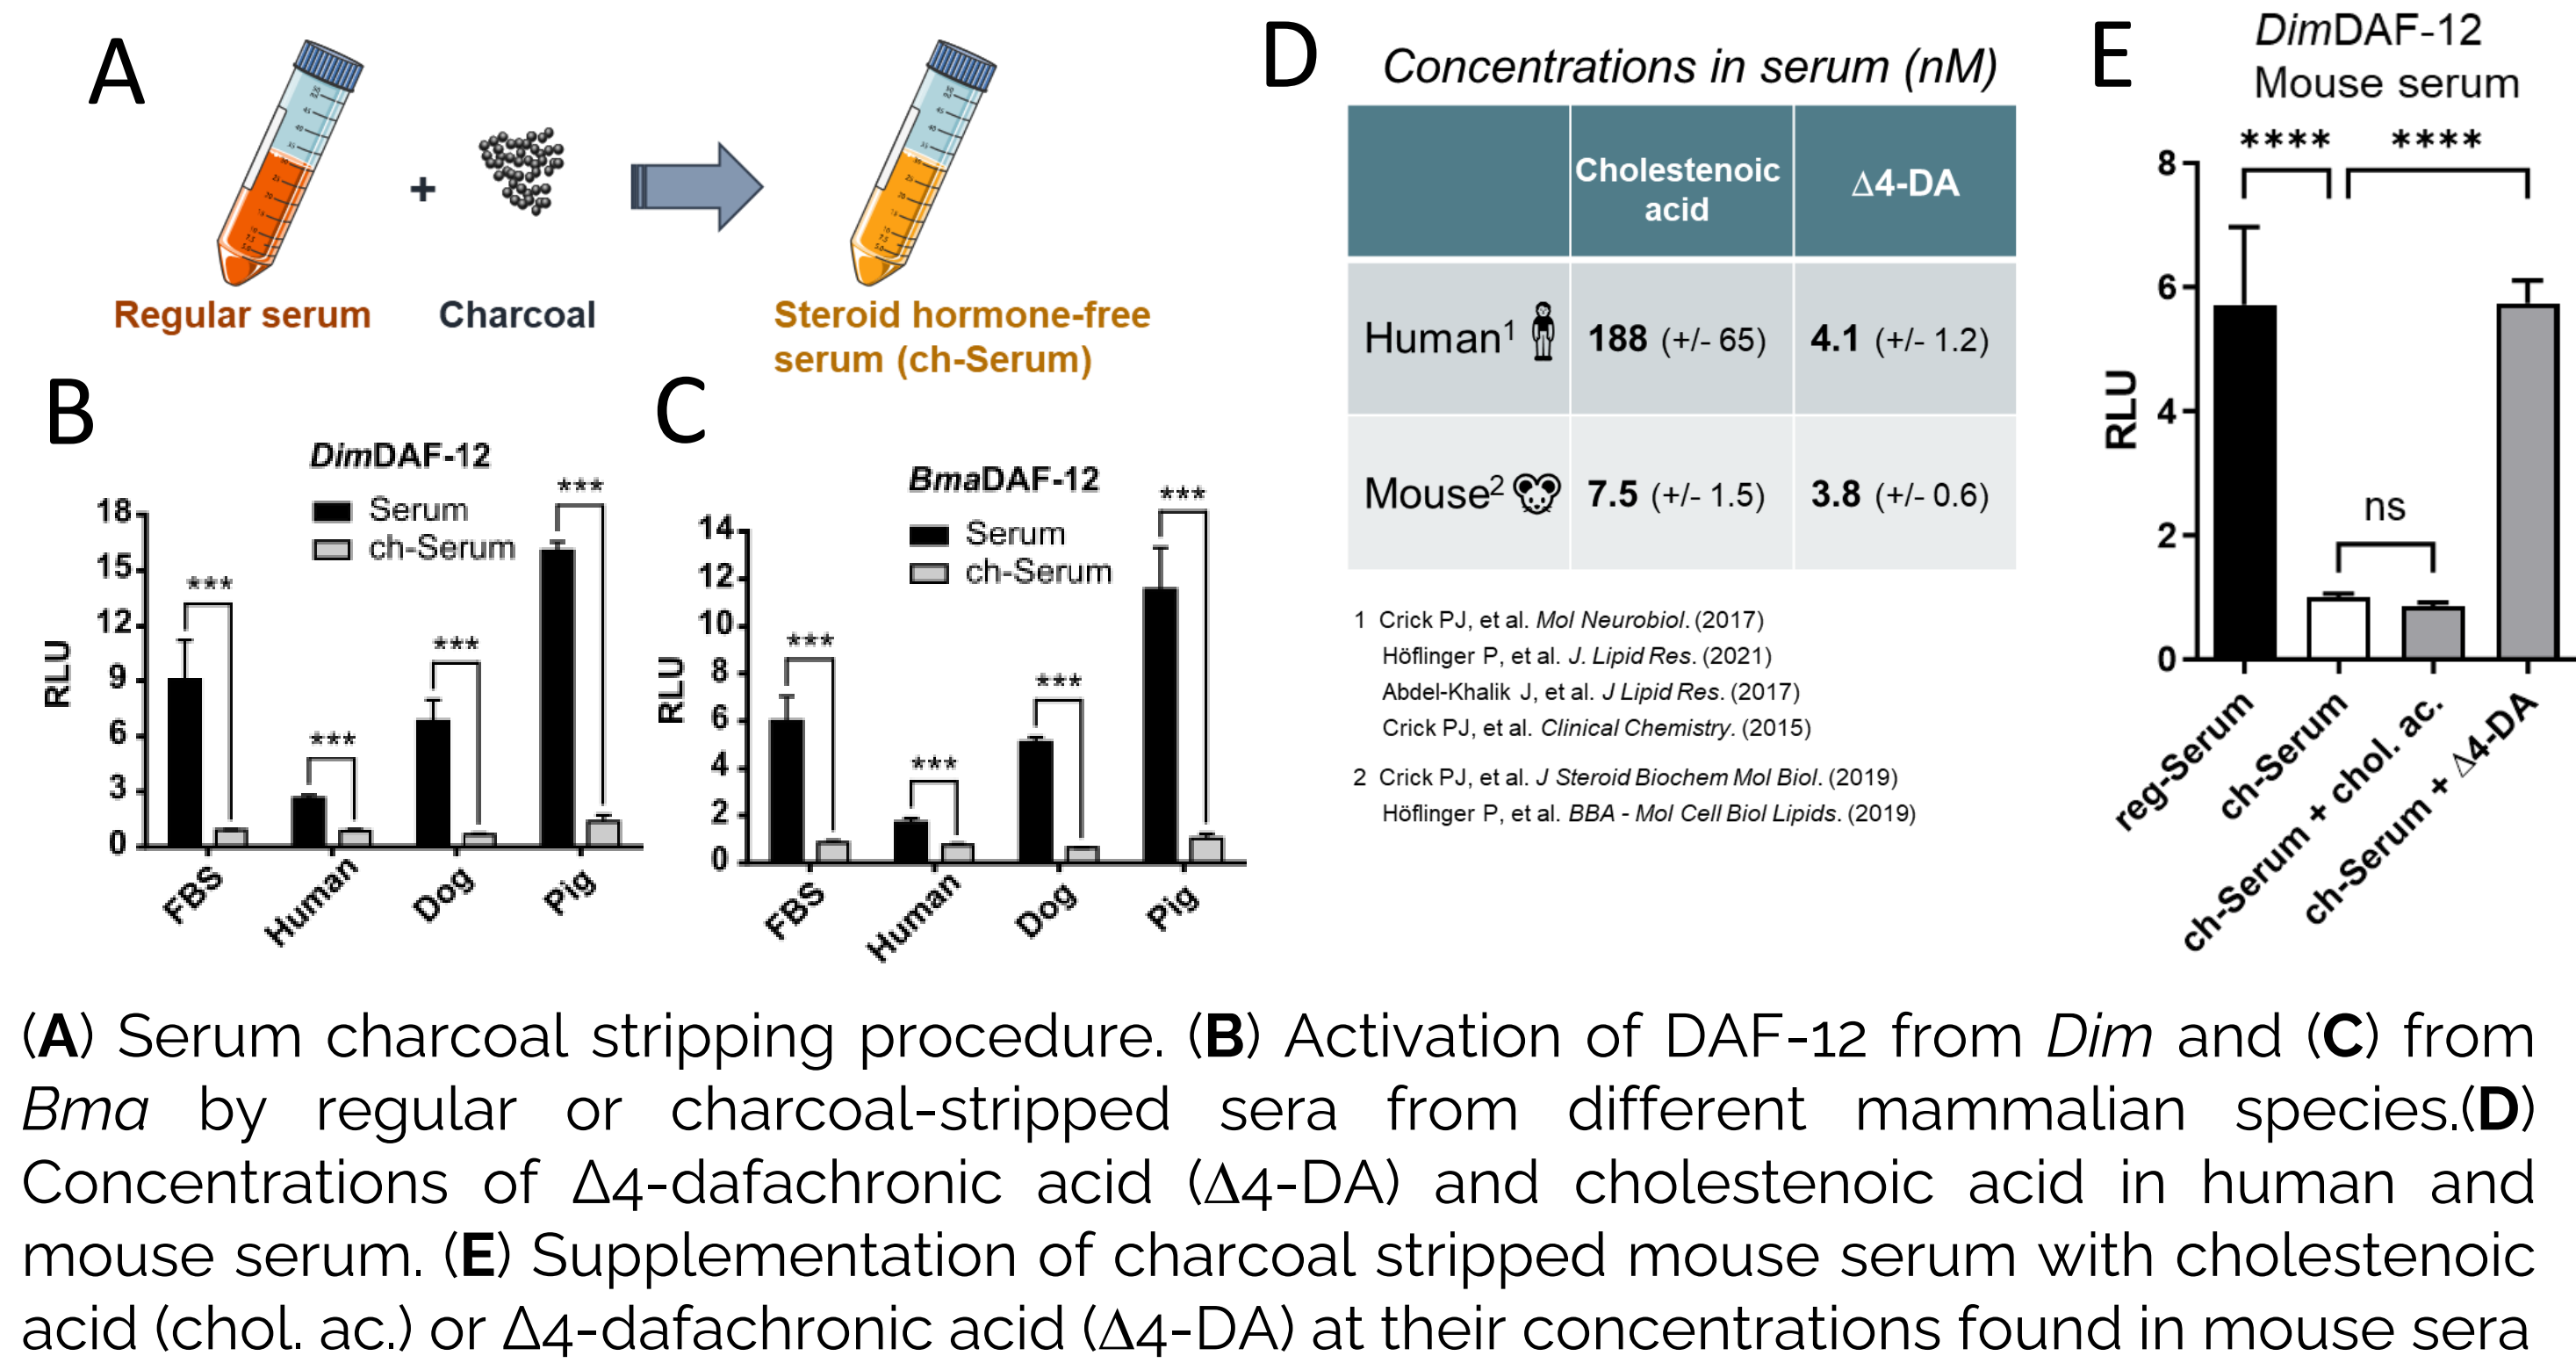 A
Regular serum
+
Charcoal
Steroid hormone-free
serum (ch-Serum)
B
DimDAF-12
Serum
ch-Serum
RLU
18
15
12
9
6
3
0
***
***
***
***
FBS
Human
Dog
Pig
C
BmaDAF-12
Serum
ch-Serum
RLU
14
12
10
8
6
4
2
0
***
***
***
***
FBS
Human
Dog
Pig
D
Concentrations in serum (nM)
Cholestenoic
acid
Δ4-DA
Human1 188 (+/- 65) 4.1 (+/- 1.2)
Mouse2 7.5 (+/- 1.5) 3.8 (+/- 0.6)
1 Crick PJ, et al. Mol Neurobiol. (2017)
Höflinger P, et al. J. Lipid Res. (2021)
Abdel-Khalik J, et al. J Lipid Res. (2017)
Crick PJ, et al. Clinical Chemistry. (2015)
2 Crick PJ, et al. J Steroid Biochem Mol Biol. (2019)
Höflinger P, et al. BBA - Mol Cell Biol Lipids. (2019)
E
DimDAF-12
Mouse serum
**** ****
ns
RLU
8
6
4
2
0
reg-Serum
ch-Serum
ch-Serum + chol. ac.
ch-Serum + Δ4-DA
(A) Serum charcoal stripping procedure. (B) Activation of DAF-12 from Dim and (C) from
Bma by regular or charcoal-stripped sera from different mammalian species.(D)
Concentrations of Δ4-dafachronic acid (Δ4-DA) and cholestenoic acid in human and
mouse serum. (E) Supplementation of charcoal stripped mouse serum with cholestenoic
acid (chol. ac.) or Δ4-dafachronic acid (Δ4-DA) at their concentrations found in mouse sera